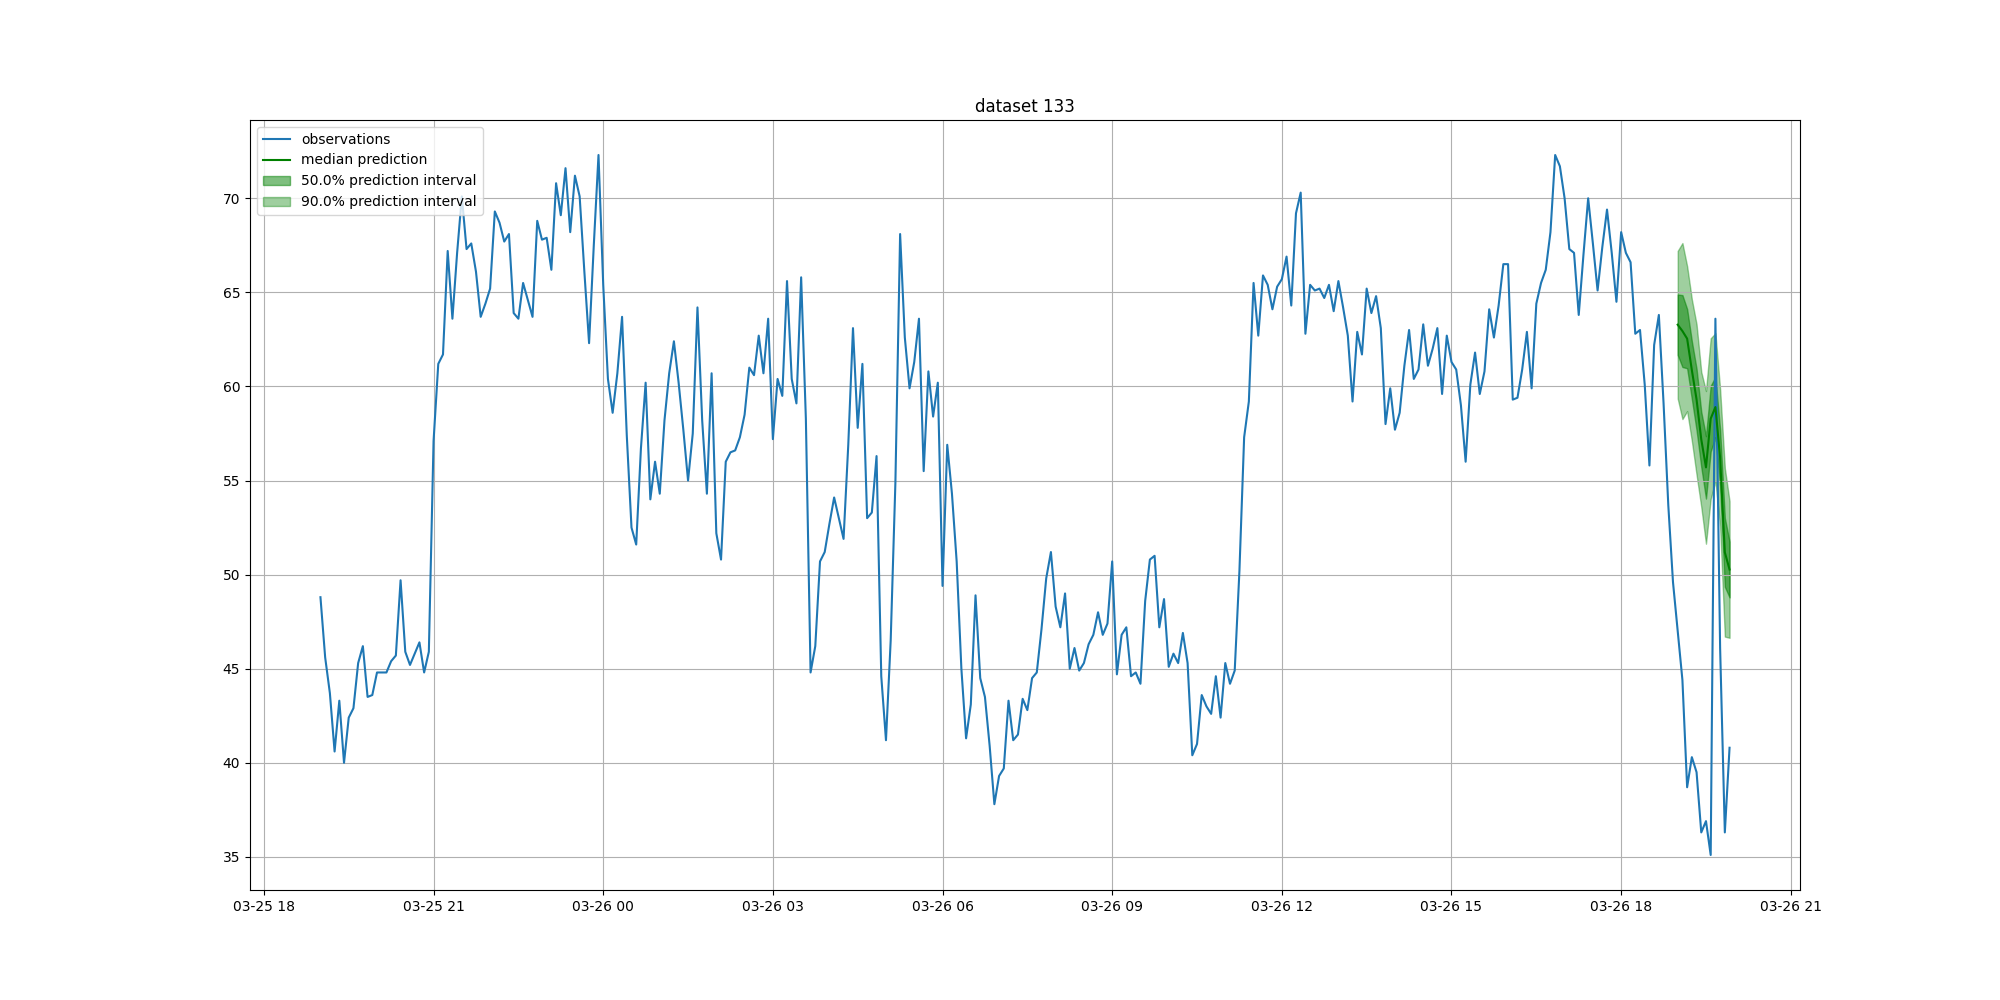 dataset 133
observations
median prediction
50.0% prediction interval
90.0% prediction interval
70
65
60
55
50
45
40
35
03-25 18 03-25 21 03-26 00 03-26 03 03-26 06 03-26 09 03-26 12 03-26 15 03-26 18 03-26 21